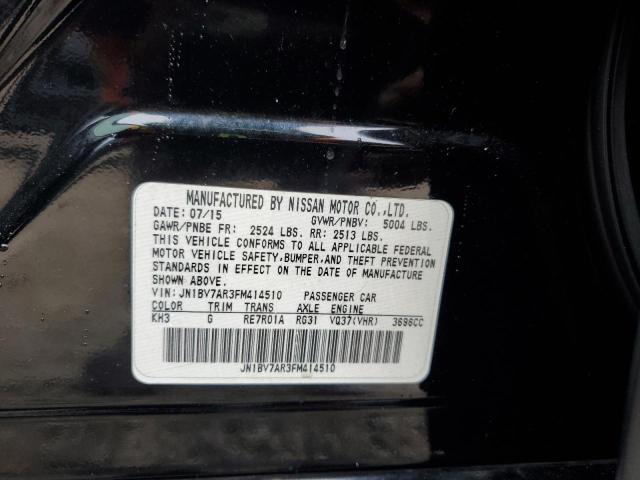 MANUFACTURED BY NISSAN MOTOR CO.,LTD.
DATE: 07/15 GVWR/PNBV: 5004 LBS.
GAWR/PNBE FR: 2524 LBS. RR: 2513 LBS.
THIS VEHICLE CONFORMS TO ALL APPLICABLE FEDERAL
MOTOR VEHICLE SAFETY,BUMPER,AND THEFT PREVENTION
STANDARDS IN EFFECT ON THE DATE OF MANUFACTURE
SHOWN ABOVE.
VIN:JN1BV7AR3FM414510 PASSENGER CAR
COLOR TRIM TRANS AXLE ENGINE
KH3 G RE7R01A RG31 VQ37(VHR) 3696CC
JN1BV7AR3FM414510